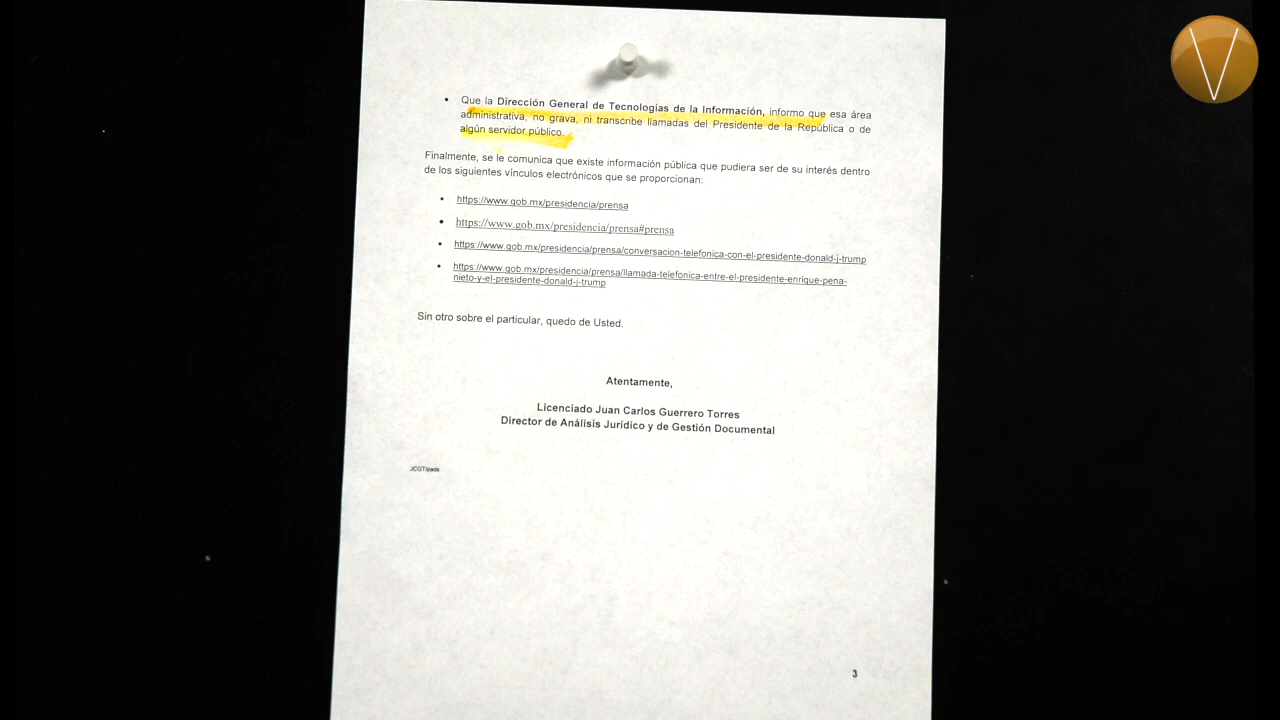 • Que la Dirección General de Tecnologías de la Información, informo que esa área
administrativa, no grava, ni transcribe llamadas del Presidente de la República o de
algún servidor público.
Finalmente, se le comunica que existe información pública que pudiera ser de su interés dentro
de los siguientes vínculos electrónicos que se proporcionan:
• https://www.gob.mx/presidencia/prensa
• https://www.gob.mx/presidencia/prensa#prensa
• https://www.gob.mx/presidencia/prensa/conversacion-telefonica-con-el-presidente-donald-j-trump
• https://www.gob.mx/presidencia/prensa/llamada-telefonica-entre-el-presidente-enrique-pena-
nieto-y-el-presidente-donald-j-trump
Sin otro sobre el particular, quedo de Usted.
Atentamente,
Licenciado Juan Carlos Guerrero Torres
Director de Análisis Jurídico y de Gestión Documental
JCGT/pads
3
V